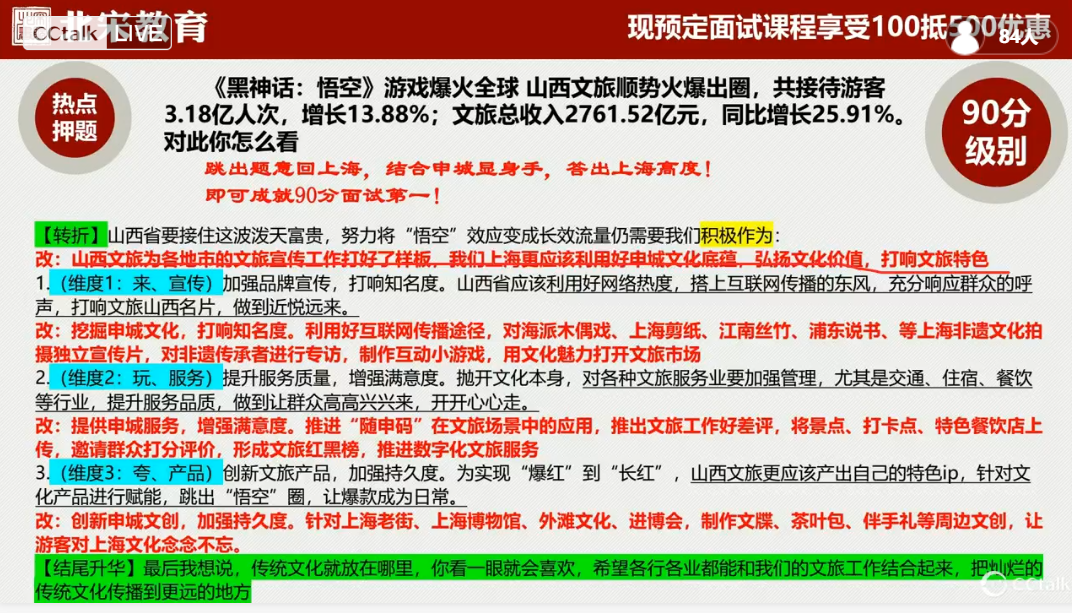 北宋教育
CCtalk LIVE
现预定面试课程享受100抵500优惠
84人
热点
押题
《黑神话：悟空》游戏爆火全球 山西文旅顺势火爆出圈，共接待游客
3.18亿人次，增长13.88%；文旅总收入2761.52亿元，同比增长25.91%。
对此你怎么看
90分
级别
跳出题意回上海，结合申城显身手，答出上海高度！
即可成就90分面试第一！
【转折】山西省要接住这波泼天富贵，努力将“悟空”效应变成长效流量仍需要我们积极作为：
改：山西文旅为各地市的文旅宣传工作打好了样板，我们上海更应该利用好申城文化底蕴，弘扬文化价值，打响文旅特色
1.（维度1：来、宣传）加强品牌宣传，打响知名度。山西省应该利用好网络热度，搭上互联网传播的东风，充分响应群众的呼
声，打响文旅山西名片，做到近悦远来。
改：挖掘申城文化，打响知名度。利用好互联网传播途径，对海派木偶戏、上海剪纸、江南丝竹、浦东说书、等上海非遗文化拍
摄独立宣传片，对非遗传承者进行专访，制作互动小游戏，用文化魅力打开文旅市场
2.（维度2：玩、服务）提升服务质量，增强满意度。抛开文化本身，对各种文旅服务业要加强管理，尤其是交通、住宿、餐饮
等行业，提升服务品质，做到让群众高高兴兴来，开开心心走。
改：提供申城服务，增强满意度。推进“随申码”在文旅场景中的应用，推出文旅工作好差评，将景点、打卡点、特色餐饮店上
传，邀请群众打分评价，形成文旅红黑榜，推进数字化文旅服务
3.（维度3：夸、产品）创新文旅产品，加强持久度。为实现“爆红”到“长红”，山西文旅更应该产出自己的特色ip，针对文
化产品进行赋能，跳出“悟空”圈，让爆款成为日常。
改：创新申城文创，加强持久度。针对上海老街、上海博物馆、外滩文化、进博会，制作文牒、茶叶包、伴手礼等周边文创，让
游客对上海文化念念不忘。
【结尾升华】最后我想说，传统文化就放在哪里，你看一眼就会喜欢，希望各行各业都能和我们的文旅工作结合起来，把灿烂的
传统文化传播到更远的地方
CCtalk